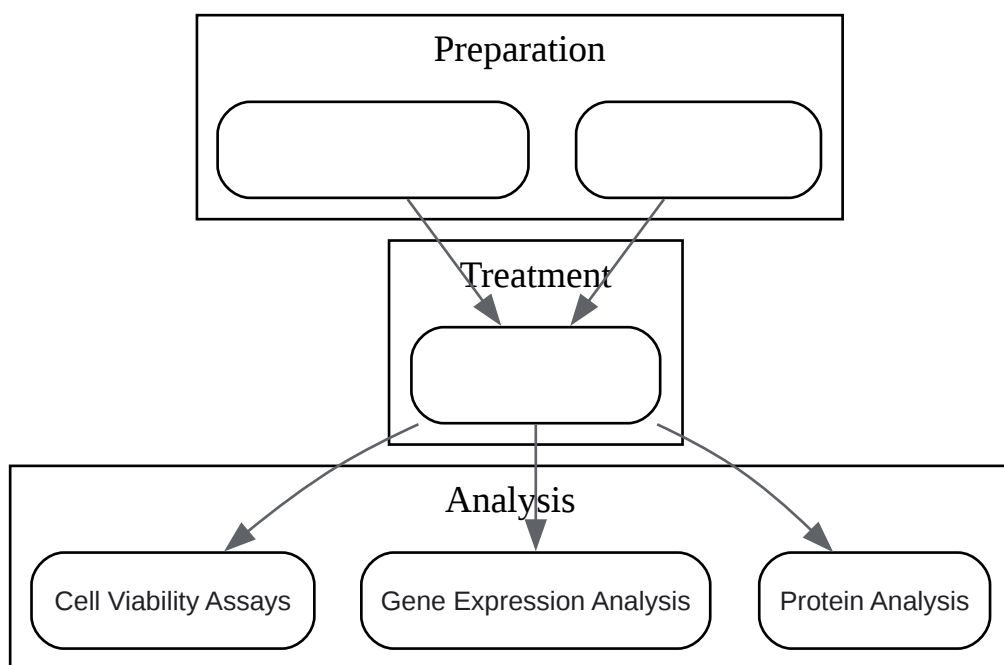 Preparation
Treatment
Analysis
Cell Viability Assays
Gene Expression Analysis
Protein Analysis